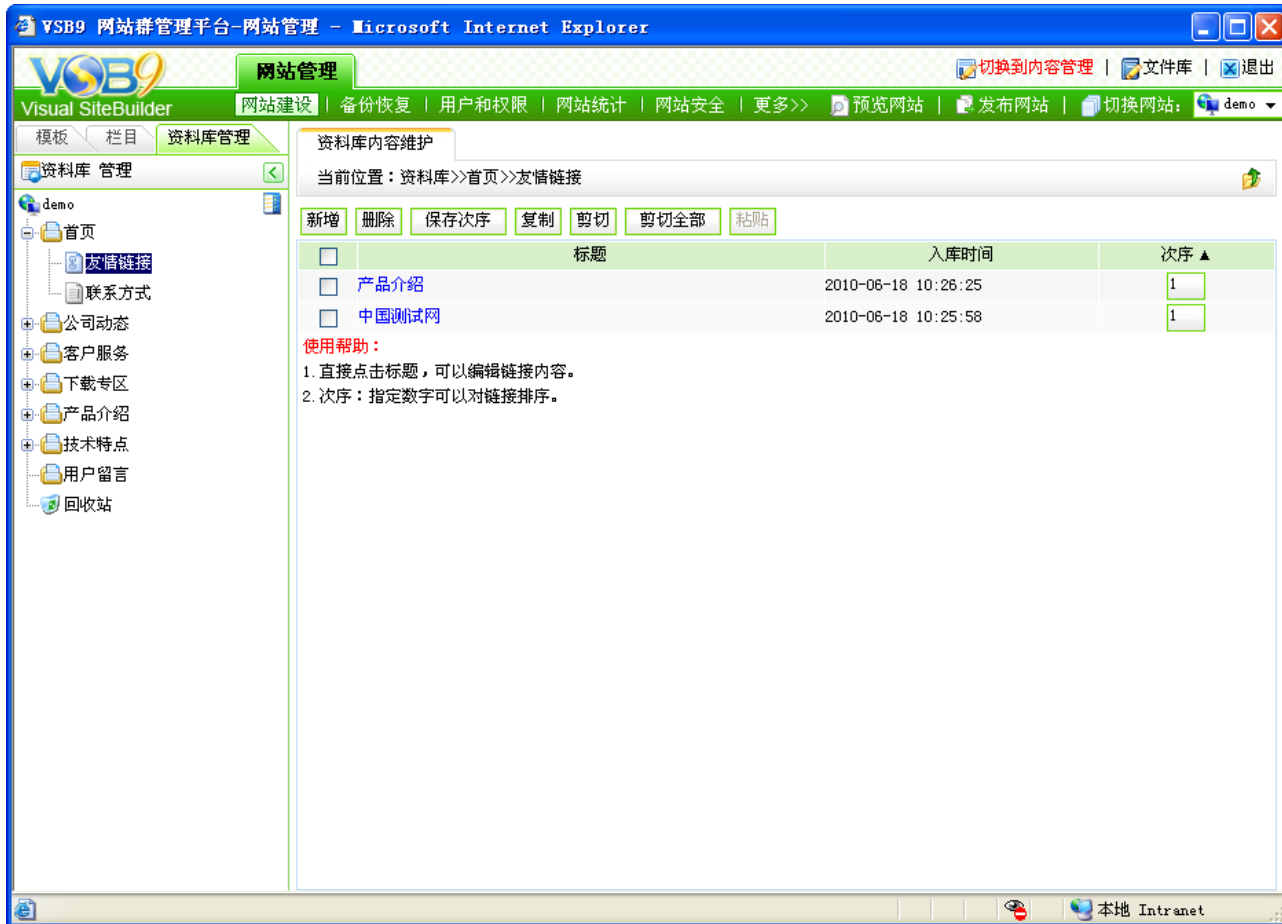 VSB9 网站群管理平台-网站管理 - Microsoft Internet Explorer
VSB9 网站管理 切换到内容管理 | 文件库 | 退出
Visual SiteBuilder 网站建设 | 备份恢复 | 用户和权限 | 网站统计 | 网站安全 | 更多>> 预览网站 | 发布网站 | 切换网站: demo
模板 栏目 资料库管理 资料库内容维护
资料库 管理 当前位置:资料库>>首页>>友情链接
demo
新增 删除 保存次序 复制 剪切 剪切全部 粘贴
首页
友情链接
联系方式
公司动态
客户服务
下载专区
产品介绍
技术特点
用户留言
回收站
标题 入库时间 次序▲
产品介绍 2010-06-18 10:26:25 1
中国测试网 2010-06-18 10:25:58 1
使用帮助:
1.直接点击标题,可以编辑链接内容。
2.次序:指定数字可以对链接排序。
本地 Intranet